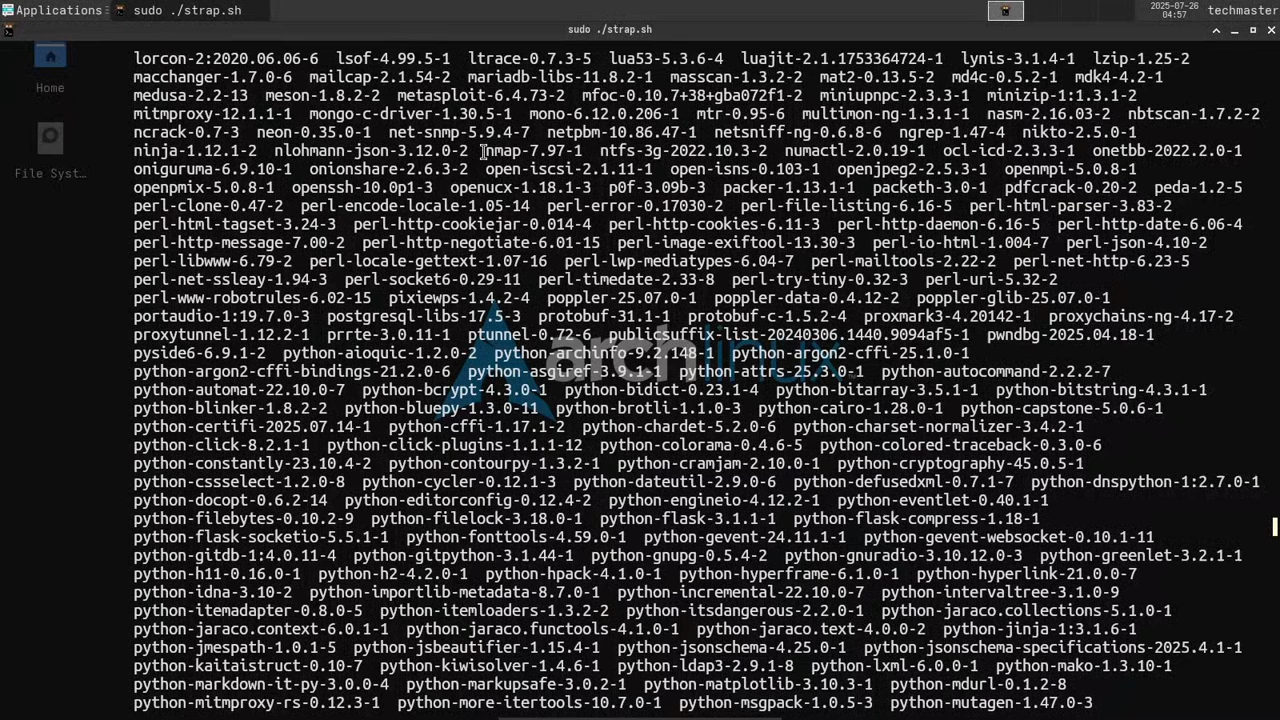 Applications
sudo ./strap.sh
2025-07-26
04:57
techmaster
sudo ./strap.sh
Home
File Syst…
lorcon-2:2020.06.06-6 lsof-4.99.5-1 ltrace-0.7.3-5 lua53-5.3.6-4 luajit-2.1.1753364724-1 lynis-3.1.4-1 lzip-1.25-2
macchanger-1.7.0-6 mailcap-2.1.54-2 mariadb-libs-11.8.2-1 masscan-1.3.2-2 mat2-0.13.5-2 md4c-0.5.2-1 mdk4-4.2-1
medusa-2.2-13 meson-1.8.2-2 metasploit-6.4.73-2 mfoc-0.10.7+38+gba072f1-2 miniupnpc-2.3.3-1 minizip-1:1.3.1-2
mitmproxy-12.1.1-1 mongo-c-driver-1.30.5-1 mono-6.12.0.206-1 mtr-0.95-6 multimon-ng-1.3.1-1 nasm-2.16.03-2 nbtscan-1.7.2-2
ncrack-0.7-3 neon-0.35.0-1 net-snmp-5.9.4-7 netpbm-10.86.47-1 netsniff-ng-0.6.8-6 ngrep-1.47-4 nikto-2.5.0-1
ninja-1.12.1-2 nlohmann-json-3.12.0-2 nmap-7.97-1 ntfs-3g-2022.10.3-2 numactl-2.0.19-1 ocl-icd-2.3.3-1 onetbb-2022.2.0-1
oniguruma-6.9.10-1 onionshare-2.6.3-2 open-iscsi-2.1.11-1 open-isns-0.103-1 openjpeg2-2.5.3-1 openmpi-5.0.8-1
openpmix-5.0.8-1 openssh-10.0p1-3 openucx-1.18.1-3 p0f-3.09b-3 packer-1.13.1-1 packeth-3.0-1 pdfcrack-0.20-2 peda-1.2-5
perl-clone-0.47-2 perl-encode-locale-1.05-14 perl-error-0.17030-2 perl-file-listing-6.16-5 perl-html-parser-3.83-2
perl-html-tagset-3.24-3 perl-http-cookiejar-0.014-4 perl-http-cookies-6.11-3 perl-http-daemon-6.16-5 perl-http-date-6.06-4
perl-http-message-7.00-2 perl-http-negotiate-6.01-15 perl-image-exiftool-13.30-3 perl-io-html-1.004-7 perl-json-4.10-2
perl-libwww-6.79-2 perl-locale-gettext-1.07-16 perl-lwp-mediatypes-6.04-7 perl-mailtools-2.22-2 perl-net-http-6.23-5
perl-net-ssleay-1.94-3 perl-socket6-0.29-11 perl-timedate-2.33-8 perl-try-tiny-0.32-3 perl-uri-5.32-2
perl-www-robotrules-6.02-15 pixiewps-1.4.2-4 poppler-25.07.0-1 poppler-data-0.4.12-2 poppler-glib-25.07.0-1
portaudio-1:19.7.0-3 postgresql-libs-17.5-3 protobuf-31.1-1 protobuf-c-1.5.2-4 proxmark3-4.20142-1 proxychains-ng-4.17-2
proxytunnel-1.12.2-1 prrte-3.0.11-1 ptunnel-0.72-6 publicsuffix-list-20240306.1440.9094af5-1 pwndbg-2025.04.18-1
pyside6-6.9.1-2 python-aioquic-1.2.0-2 python-archinfo-9.2.148-1 python-argon2-cffi-25.1.0-1
python-argon2-cffi-bindings-21.2.0-6 python-asgiref-3.9.1-1 python-attrs-25.3.0-1 python-autocommand-2.2.2-7
python-automat-22.10.0-7 python-bcrypt-4.3.0-1 python-bidict-0.23.1-4 python-bitarray-3.5.1-1 python-bitstring-4.3.1-1
python-blinker-1.8.2-2 python-bluepy-1.3.0-11 python-brotli-1.1.0-3 python-cairo-1.28.0-1 python-capstone-5.0.6-1
python-certifi-2025.07.14-1 python-cffi-1.17.1-2 python-chardet-5.2.0-6 python-charset-normalizer-3.4.2-1
python-click-8.2.1-1 python-click-plugins-1.1.1-12 python-colorama-0.4.6-5 python-colored-traceback-0.3.0-6
python-constantly-23.10.4-2 python-contourpy-1.3.2-1 python-cramjam-2.10.0-1 python-cryptography-45.0.5-1
python-cssselect-1.2.0-8 python-cycler-0.12.1-3 python-dateutil-2.9.0-6 python-defusedxml-0.7.1-7 python-dnspython-1:2.7.0-1
python-docopt-0.6.2-14 python-editorconfig-0.12.4-2 python-engineio-4.12.2-1 python-eventlet-0.40.1-1
python-filebytes-0.10.2-9 python-filelock-3.18.0-1 python-flask-3.1.1-1 python-flask-compress-1.18-1
python-flask-socketio-5.5.1-1 python-fonttools-4.59.0-1 python-gevent-24.11.1-1 python-gevent-websocket-0.10.1-11
python-gitdb-1:4.0.11-4 python-gitpython-3.1.44-1 python-gnupg-0.5.4-2 python-gnuradio-3.10.12.0-3 python-greenlet-3.2.1-1
python-h11-0.16.0-1 python-h2-4.2.0-1 python-hpack-4.1.0-1 python-hyperframe-6.1.0-1 python-hyperlink-21.0.0-7
python-idna-3.10-2 python-importlib-metadata-8.7.0-1 python-incremental-22.10.0-7 python-intervaltree-3.1.0-9
python-itemadapter-0.8.0-5 python-itemloaders-1.3.2-2 python-itsdangerous-2.2.0-1 python-jaraco.collections-5.1.0-1
python-jaraco.context-6.0.1-1 python-jaraco.functools-4.1.0-1 python-jaraco.text-4.0.0-2 python-jinja-1:3.1.6-1
python-jmespath-1.0.1-5 python-jsbeautifier-1.15.4-1 python-jsonschema-4.25.0-1 python-jsonschema-specifications-2025.4.1-1
python-kaitaistruct-0.10-7 python-kiwisolver-1.4.6-1 python-ldap3-2.9.1-8 python-lxml-6.0.0-1 python-mako-1.3.10-1
python-markdown-it-py-3.0.0-4 python-markupsafe-3.0.2-1 python-matplotlib-3.10.3-1 python-mdurl-0.1.2-8
python-mitmproxy-rs-0.12.3-1 python-more-itertools-10.7.0-1 python-msgpack-1.0.5-3 python-mutagen-1.47.0-3
archlinux